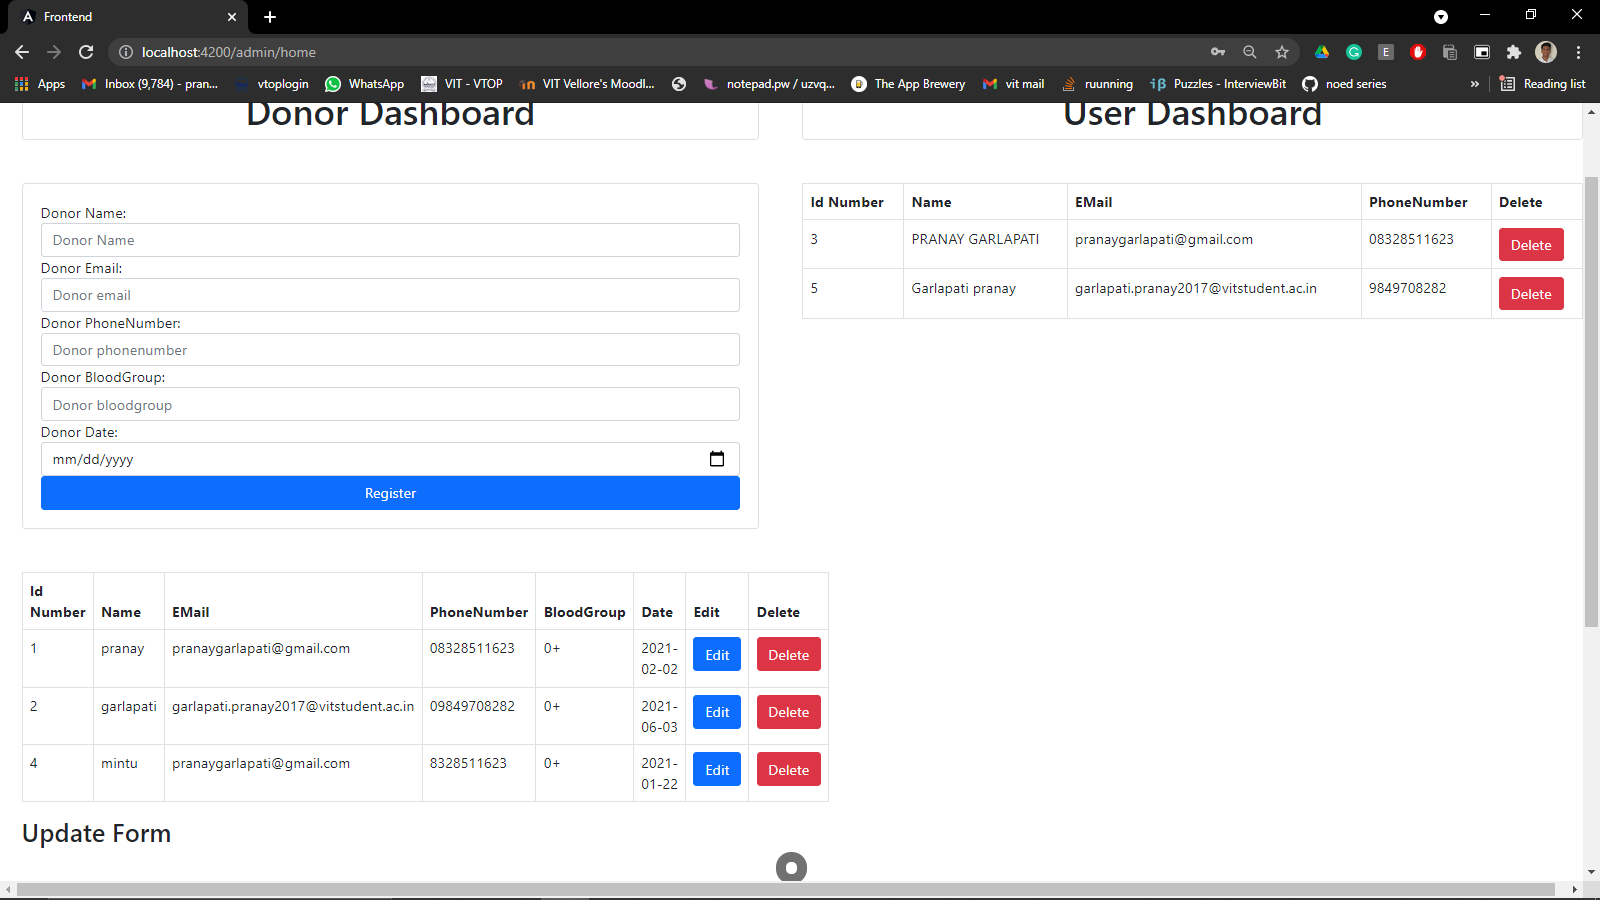 Frontend
localhost:4200/admin/home
Apps
Inbox (9,784) - pran...
vtoplogin
WhatsApp
VIT - VTOP
VIT Vellore's Moodl...
notepad.pw / uzvq...
The App Brewery
vit mail
ruunning
Puzzles - InterviewBit
noed series
»
Reading list
Donor Dashboard
Donor Name:
Donor Name
Donor Email:
Donor email
Donor PhoneNumber:
Donor phonenumber
Donor BloodGroup:
Donor bloodgroup
Donor Date:
mm/dd/yyyy
Register
Id Number Name EMail PhoneNumber BloodGroup Date Edit Delete
1 pranay pranaygarlapati@gmail.com 08328511623 0+ 2021-02-02 Edit Delete
2 garlapati garlapati.pranay2017@vitstudent.ac.in 09849708282 0+ 2021-06-03 Edit Delete
4 mintu pranaygarlapati@gmail.com 8328511623 0+ 2021-01-22 Edit Delete
Update Form
User Dashboard
Id Number Name EMail PhoneNumber Delete
3 PRANAY GARLAPATI pranaygarlapati@gmail.com 08328511623 Delete
5 Garlapati pranay garlapati.pranay2017@vitstudent.ac.in 9849708282 Delete